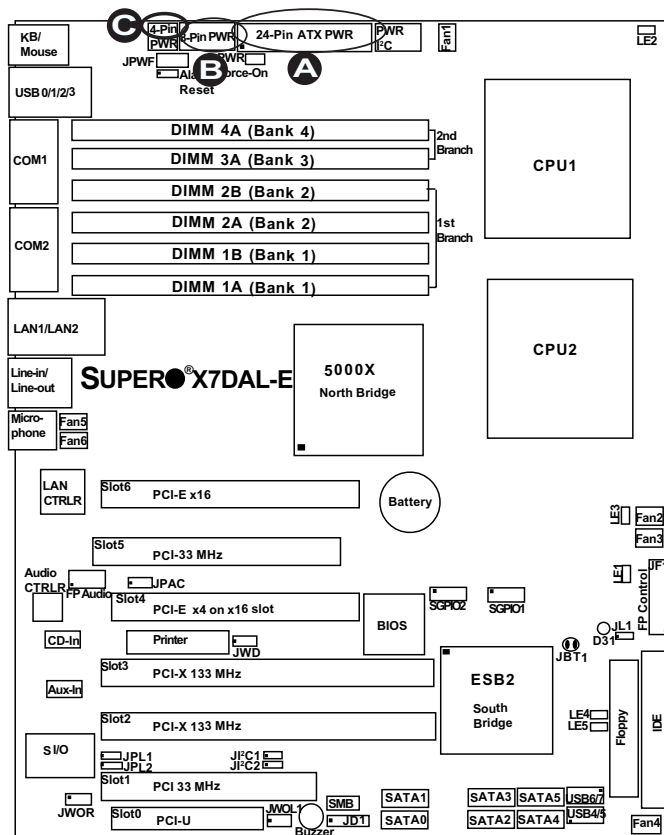 KB/
Mouse
C
4-Pin
PWR
8-Pin PWR
B
24-Pin ATX PWR
A
PWR
I²C
Fan1
LE2
JPWF
PWR
Force-On
Reset
USB 0/1/2/3
DIMM 4A (Bank 4)
DIMM 3A (Bank 3)
2nd
Branch
DIMM 2B (Bank 2)
DIMM 2A (Bank 2)
DIMM 1B (Bank 1)
DIMM 1A (Bank 1)
1st
Branch
COM1
COM2
CPU1
CPU2
LAN1/LAN2
Line-in/
Line-out
Micro-
phone
Fan5
Fan6
SUPER●®X7DAL-E
5000X
North Bridge
LAN
CTRLR
Slot6
PCI-E x16
Battery
LE3
Fan2
Fan3
Slot5
PCI-33 MHz
Audio
CTRLR
FP Audio
JPAC
Slot4
PCI-E x4 on x16 slot
BIOS
SGPIO2
SGPIO1
LE1
JF1
FP Control
JL1
D31
JBT1
CD-In
Printer
JWD
Slot3
PCI-X 133 MHz
Aux-In
ESB2
South
Bridge
Slot2
PCI-X 133 MHz
LE4
LE5
Floppy
IDE
S I/O
JPL1
JPL2
JI²C1
JI²C2
Slot1
PCI 33 MHz
JWOR
Slot0
PCI-U
JWOL1
Buzzer
SMB
JD1
SATA1
SATA0
SATA3
SATA2
SATA5
SATA4
USB6/7
USB4/5
Fan4